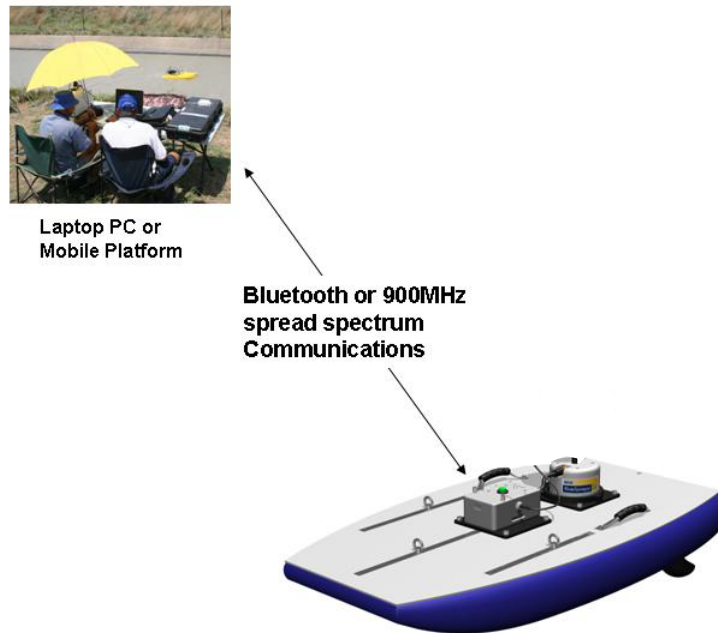 Laptop PC or
Mobile Platform
Bluetooth or 900MHz
spread spectrum
Communications